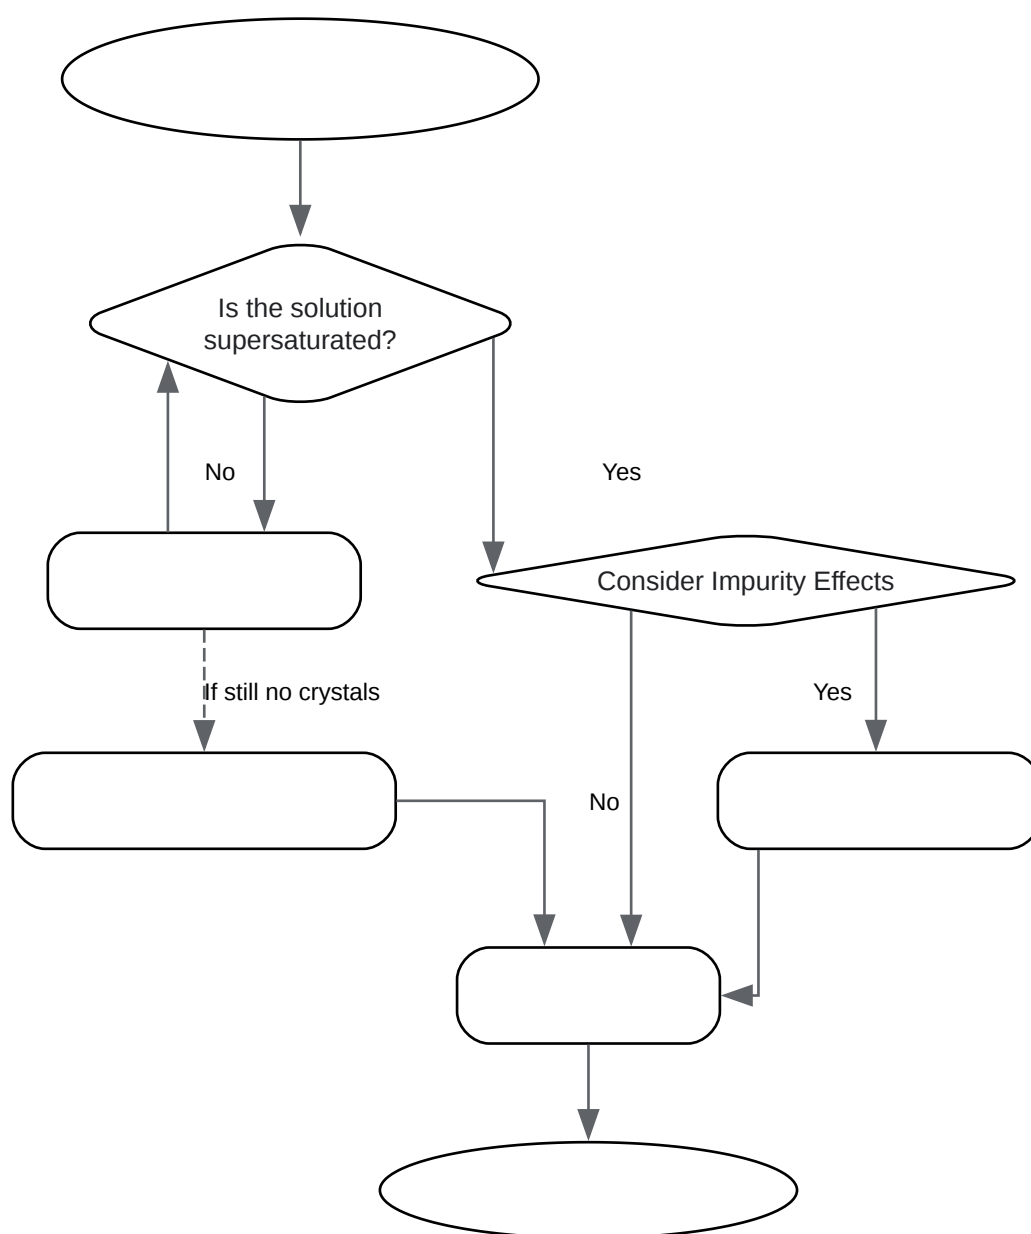 Is the solution
supersaturated?
No
Yes
Consider Impurity Effects
If still no crystals
Yes
No